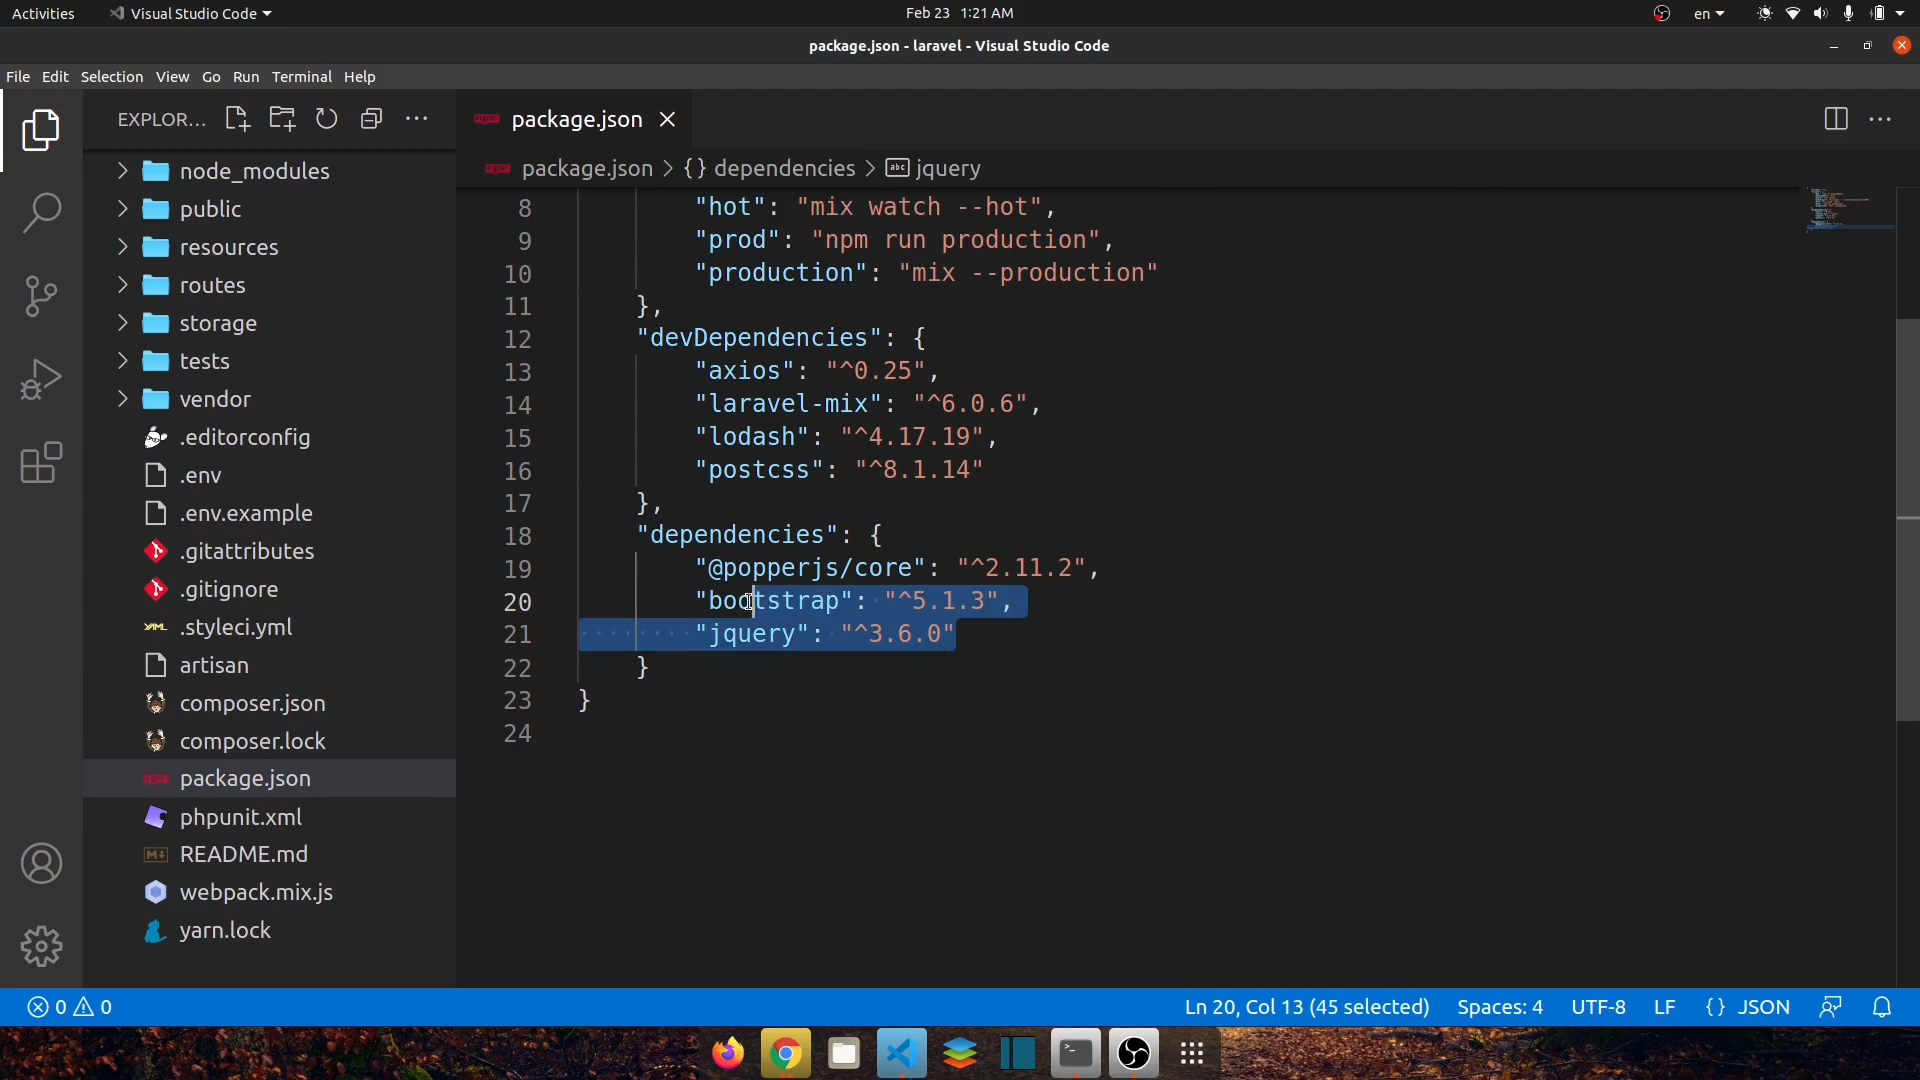 Activities
Visual Studio Code
Feb 23 1:21 AM
en
package.json - laravel - Visual Studio Code
File Edit Selection View Go Run Terminal Help
EXPLOR...
package.json
package.json > {} dependencies > abc jquery
node_modules
public
resources
routes
storage
tests
vendor
.editorconfig
.env
.env.example
.gitattributes
.gitignore
.styleci.yml
artisan
composer.json
composer.lock
package.json
phpunit.xml
README.md
webpack.mix.js
yarn.lock
8 "hot": "mix watch --hot",
9 "prod": "npm run production",
10 "production": "mix --production"
11 },
12 "devDependencies": {
13 "axios": "^0.25",
14 "laravel-mix": "^6.0.6",
15 "lodash": "^4.17.19",
16 "postcss": "^8.1.14"
17 },
18 "dependencies": {
19 "@popperjs/core": "^2.11.2",
20 "bootstrap": "^5.1.3",
21 "jquery": "^3.6.0"
22 }
23 }
24
0 0
Ln 20, Col 13 (45 selected) Spaces: 4 UTF-8 LF {} JSON